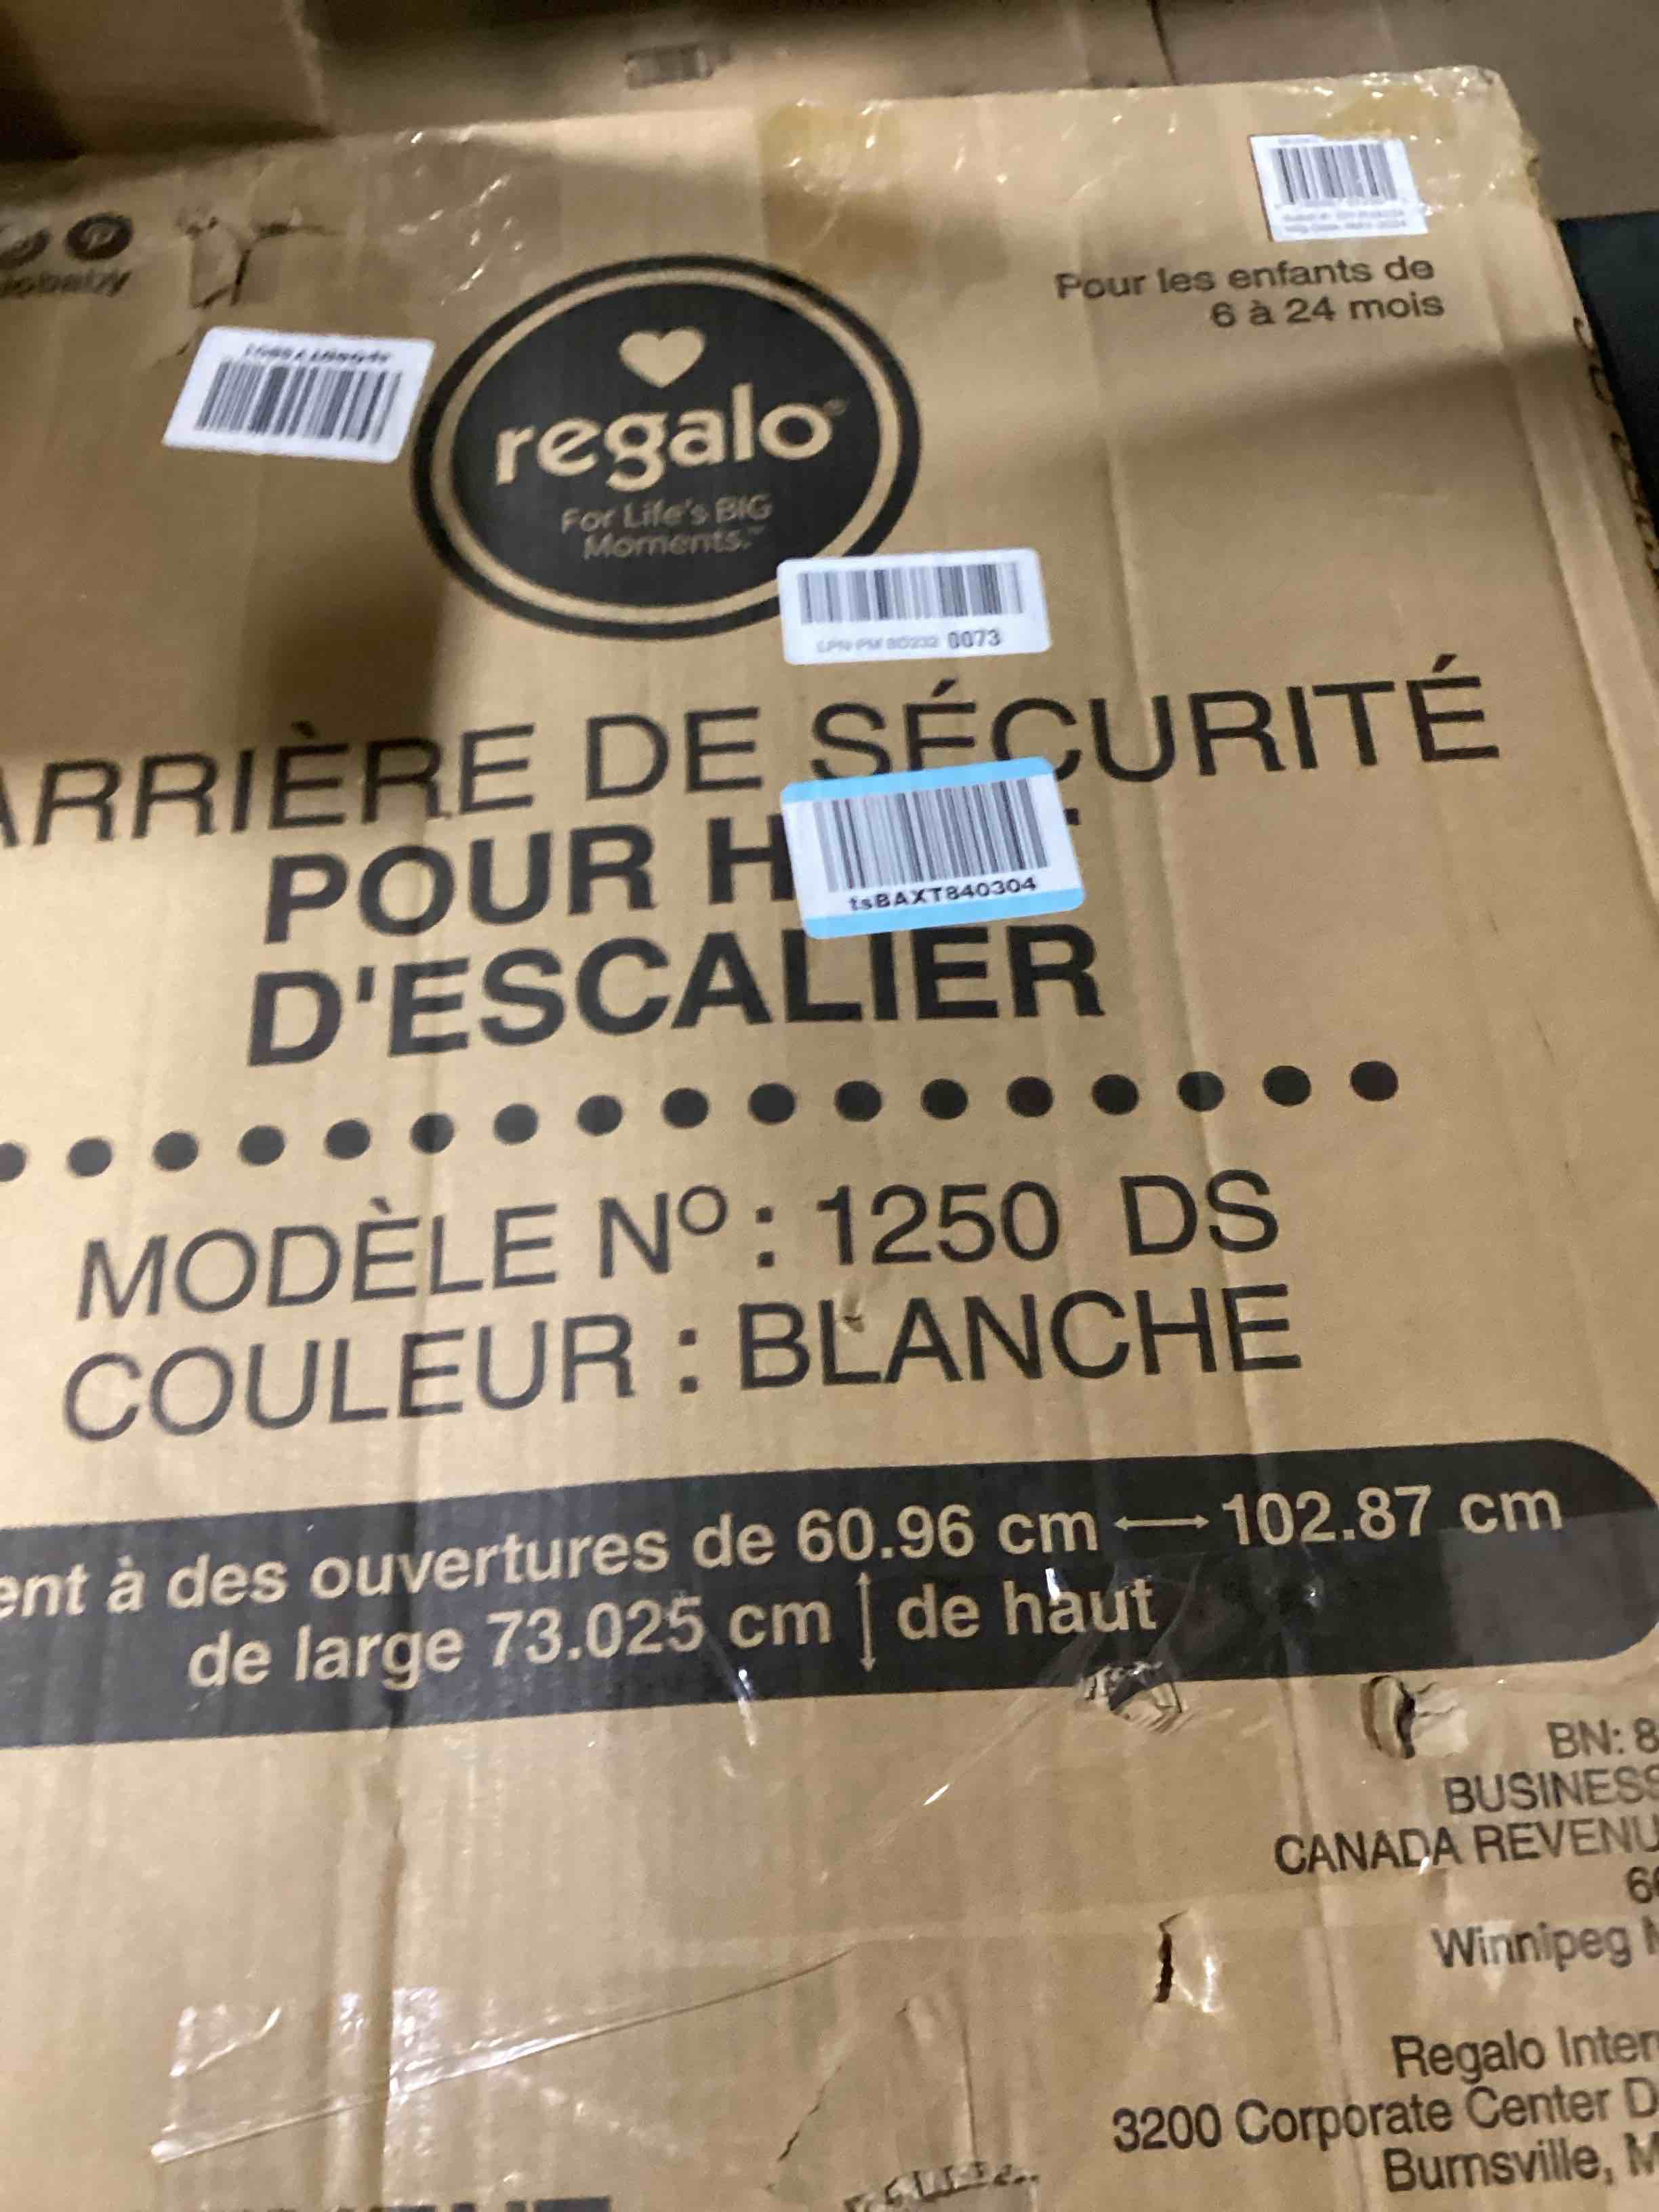 Pour les enfants de
6 à 24 mois
regalo
For Life's BIG
Moments.™
0073
ARRIÈRE DE SÉCURITÉ
POUR H
tsBAXT840304
D'ESCALIER
MODÈLE Nº : 1250 DS
COULEUR : BLANCHE
ent à des ouvertures de 60.96 cm ↔ 102.87 cm
de large 73.025 cm ↕ de haut
BN: 8
BUSINESS
CANADA REVENU
Winnipeg
Regalo Inter
3200 Corporate Center D
Burnsville, M